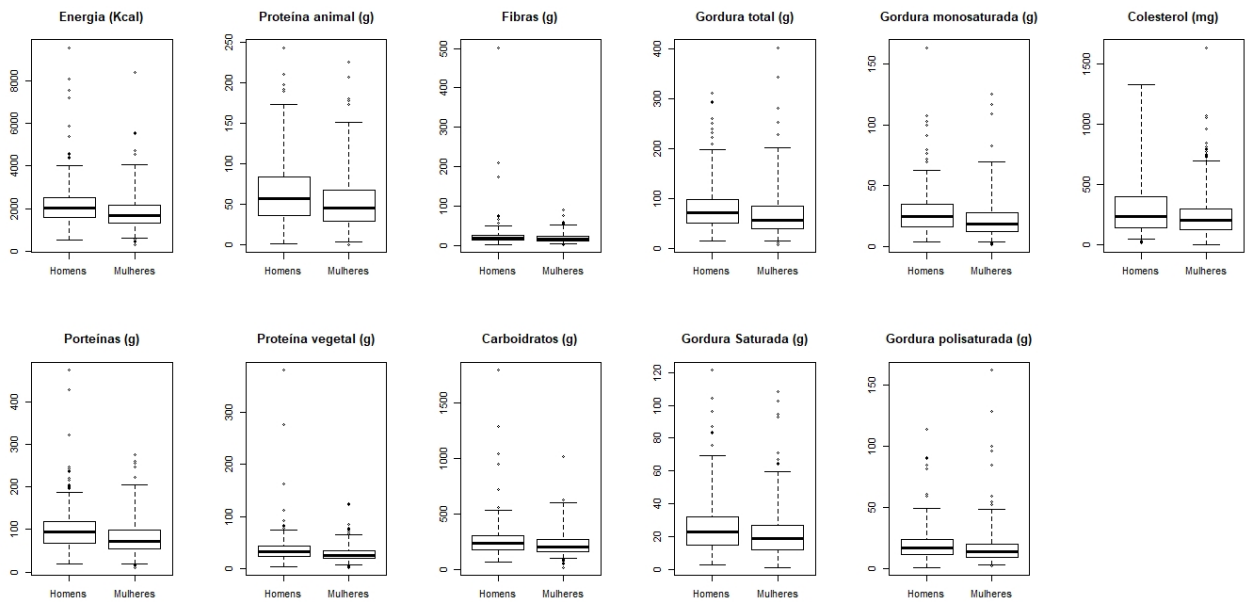 Energia (Kcal)
Proteína animal (g)
Fibras (g)
Gordura total (g)
Gordura monosaturada (g)
Colesterol (mg)
0 2000 4000 6000 8000
0 50 100 150 200 250
0 100 200 300 400 500
0 100 200 300 400
0 50 100 150
0 500 1000 1500
Homens Mulheres
Homens Mulheres
Homens Mulheres
Homens Mulheres
Homens Mulheres
Homens Mulheres
Porteínas (g)
Proteína vegetal (g)
Carboidratos (g)
Gordura Saturada (g)
Gordura polisaturada (g)
0 100 200 300 400
0 50 100 200 300
0 500 1000 1500
0 20 40 60 80 100 120
0 50 100 150
Homens Mulheres
Homens Mulheres
Homens Mulheres
Homens Mulheres
Homens Mulheres